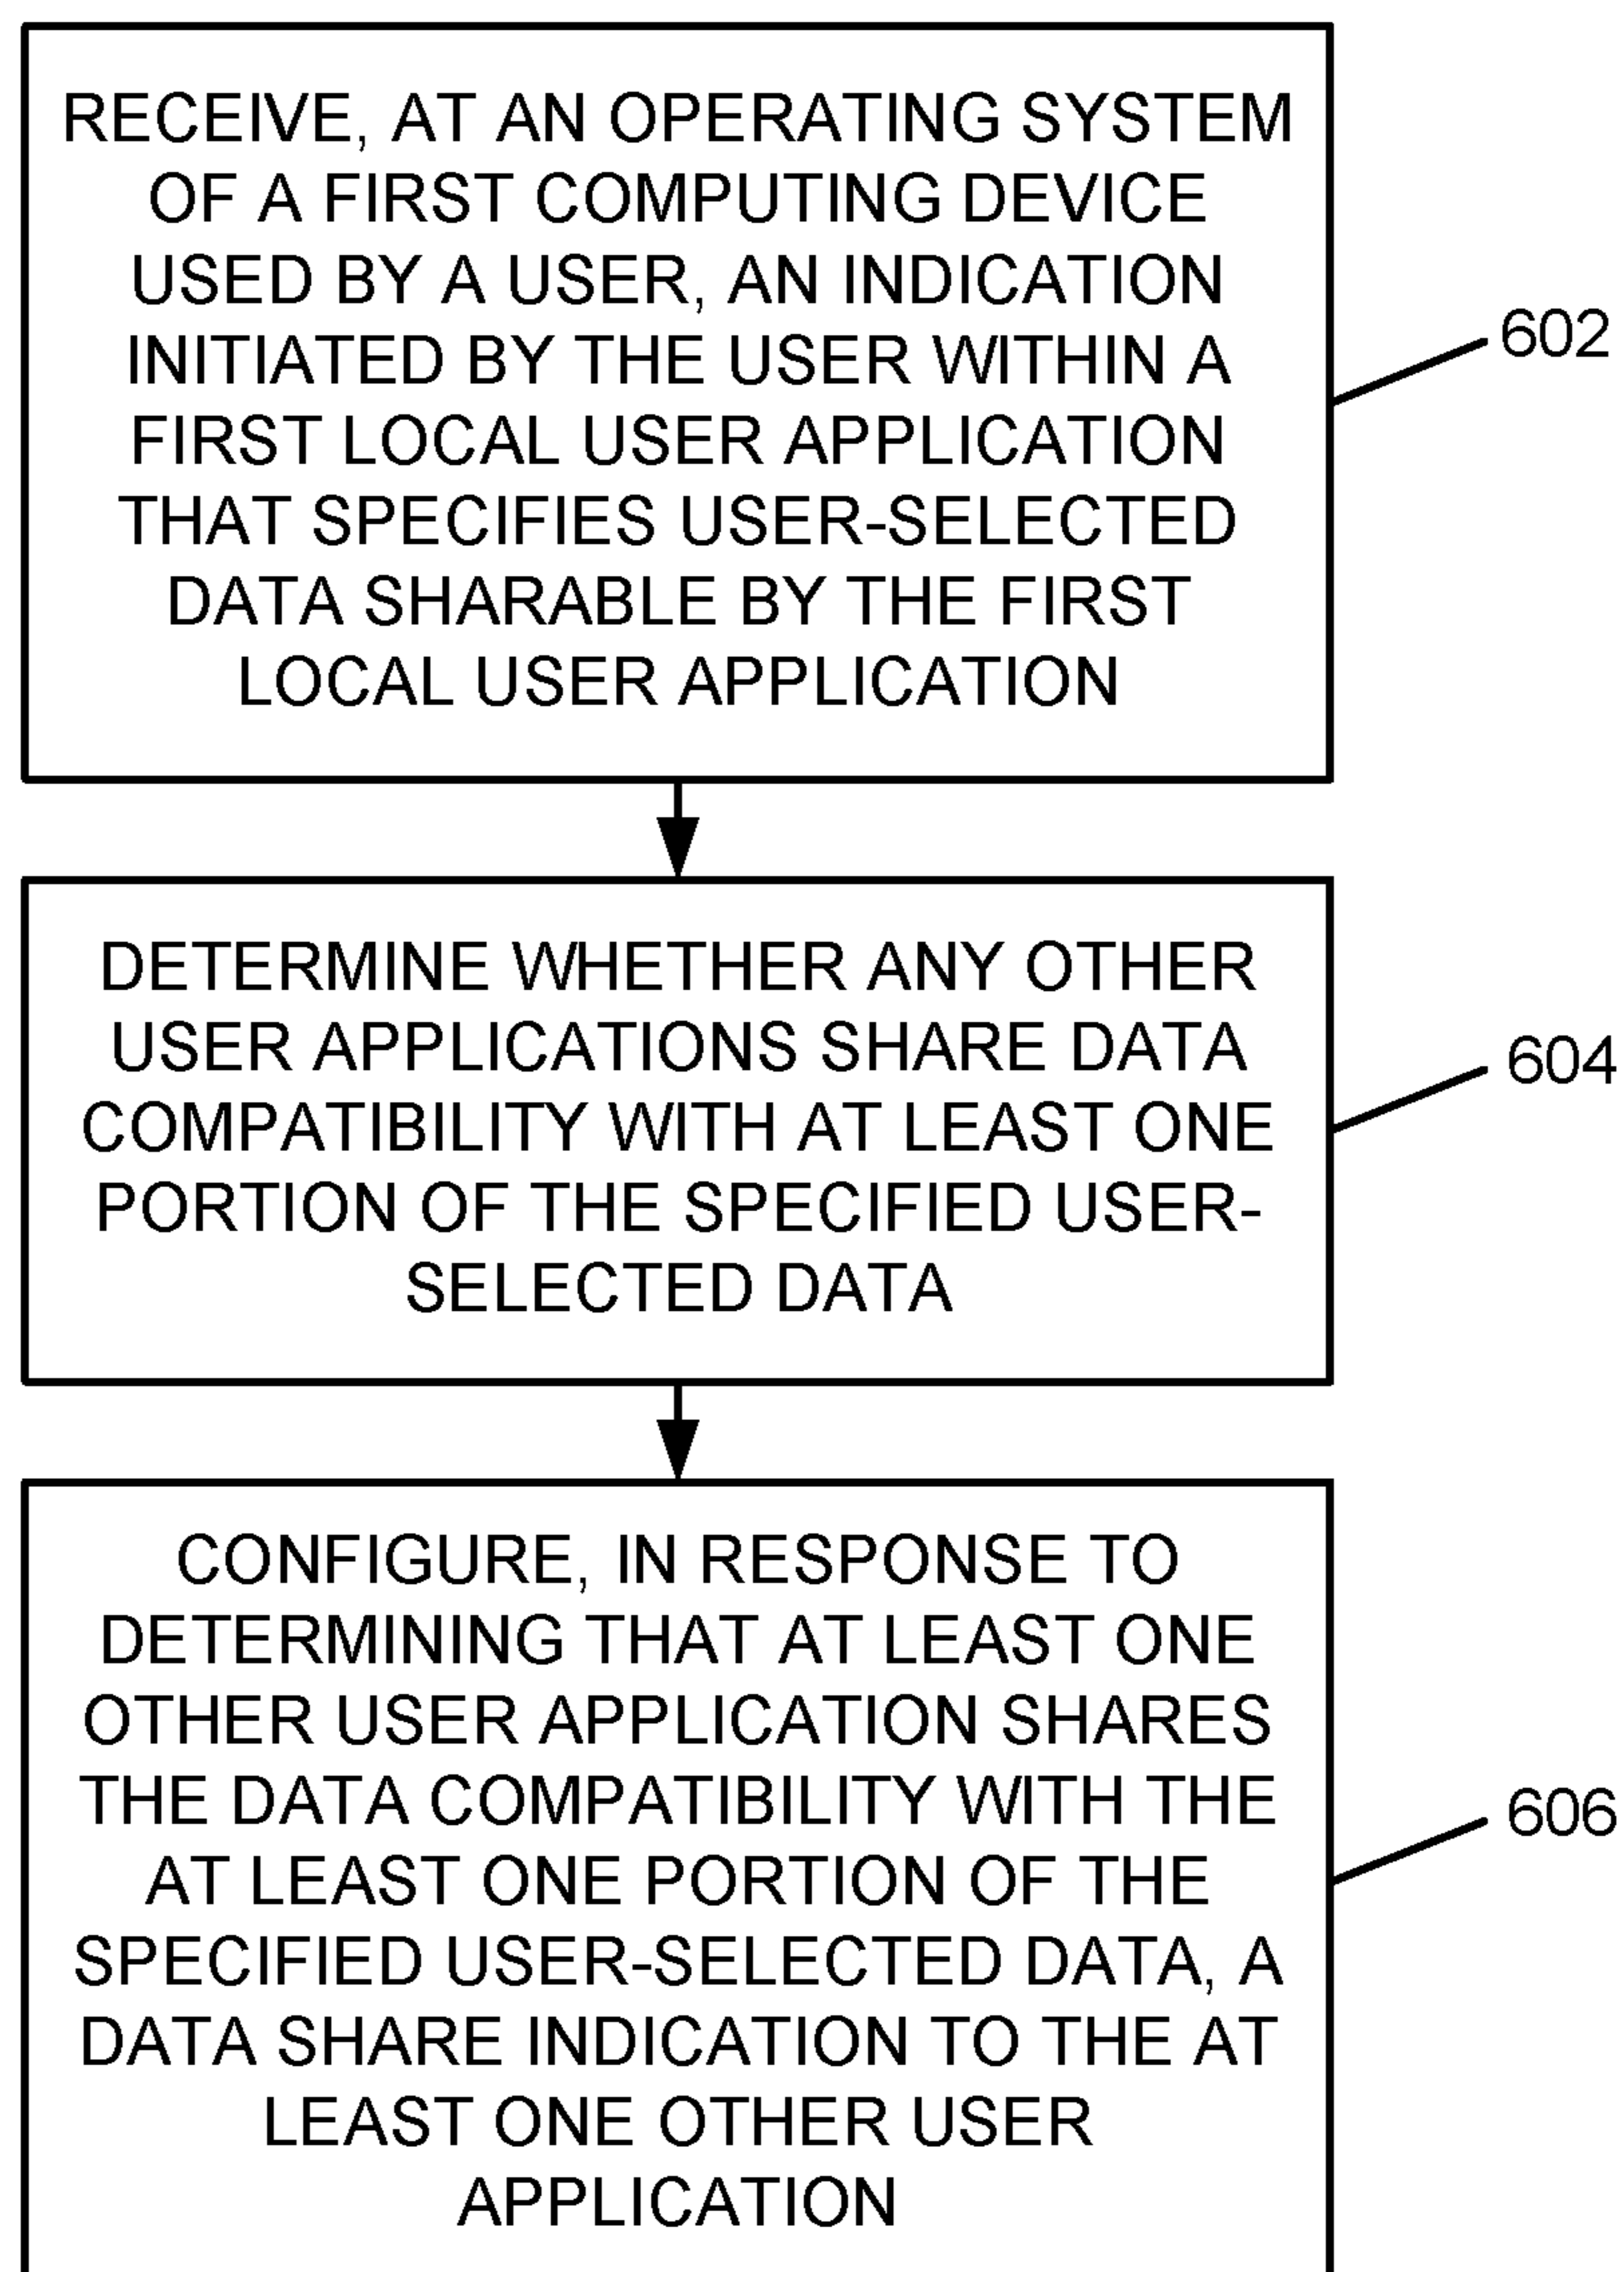 RECEIVE, AT AN OPERATING SYSTEM
OF A FIRST COMPUTING DEVICE
USED BY A USER, AN INDICATION
INITIATED BY THE USER WITHIN A
FIRST LOCAL USER APPLICATION
THAT SPECIFIES USER-SELECTED
DATA SHARABLE BY THE FIRST
LOCAL USER APPLICATION
602
DETERMINE WHETHER ANY OTHER
USER APPLICATIONS SHARE DATA
COMPATIBILITY WITH AT LEAST ONE
PORTION OF THE SPECIFIED USER-
SELECTED DATA
604
CONFIGURE, IN RESPONSE TO
DETERMINING THAT AT LEAST ONE
OTHER USER APPLICATION SHARES
THE DATA COMPATIBILITY WITH THE
AT LEAST ONE PORTION OF THE
SPECIFIED USER-SELECTED DATA, A
DATA SHARE INDICATION TO THE AT
LEAST ONE OTHER USER
APPLICATION
606